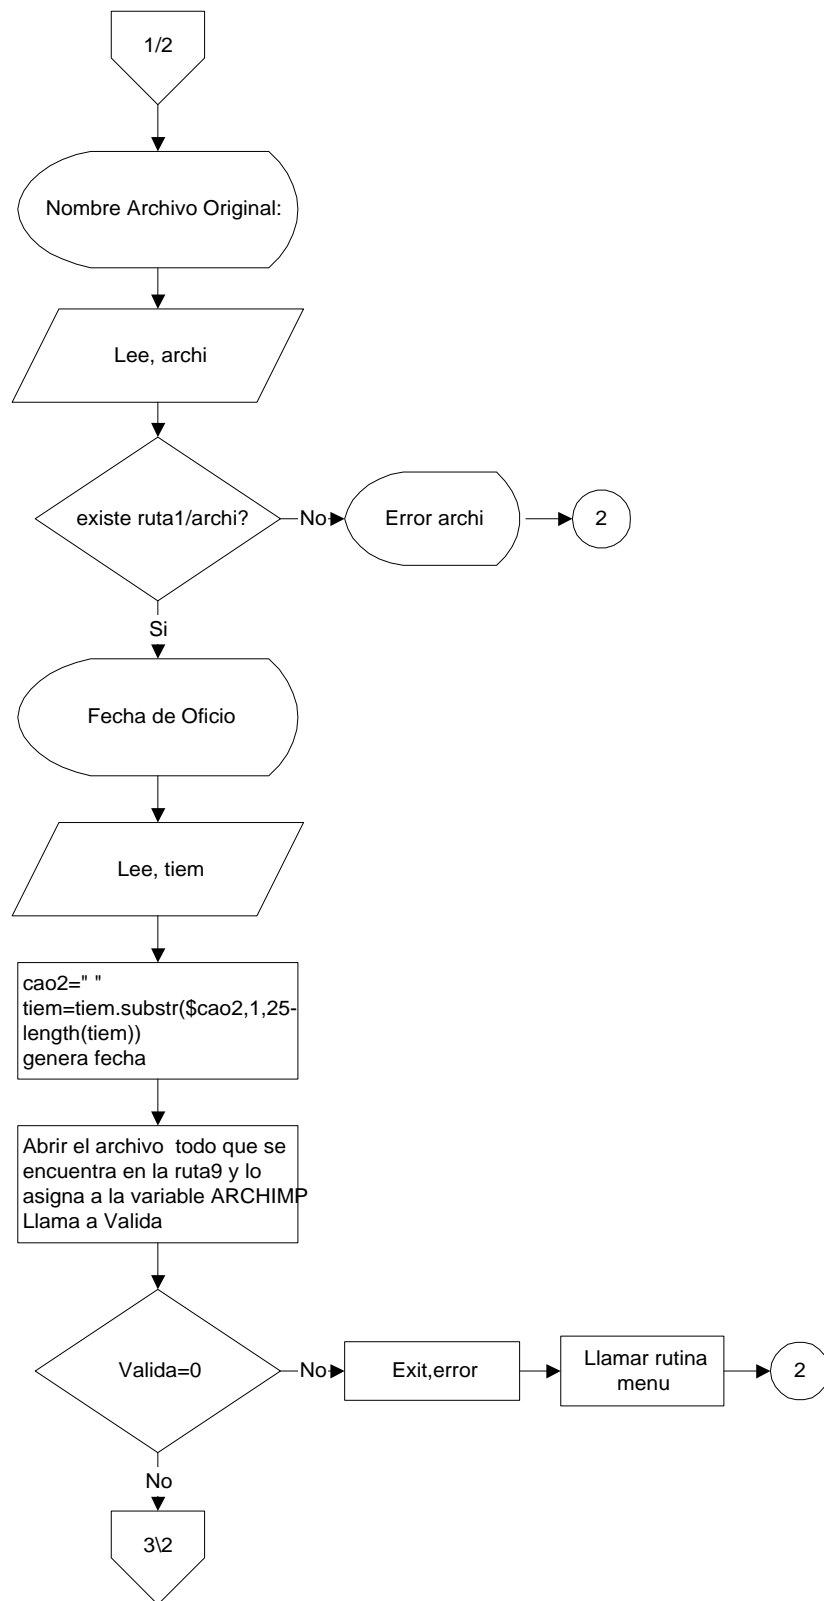 1/2
Nombre Archivo Original:
Lee, archi
existe ruta1/archi?
No
Error archi
2
Si
Fecha de Oficio
Lee, tiem
cao2=" "
tiem=tiem.substr($cao2,1,25-
length(tiem))
genera fecha
Abrir el archivo  todo que se
encuentra en la ruta9 y lo
asigna a la variable ARCHIMP
Llama a Valida
Valida=0
No
Exit,error
Llamar rutina
menu
2
No
3\2